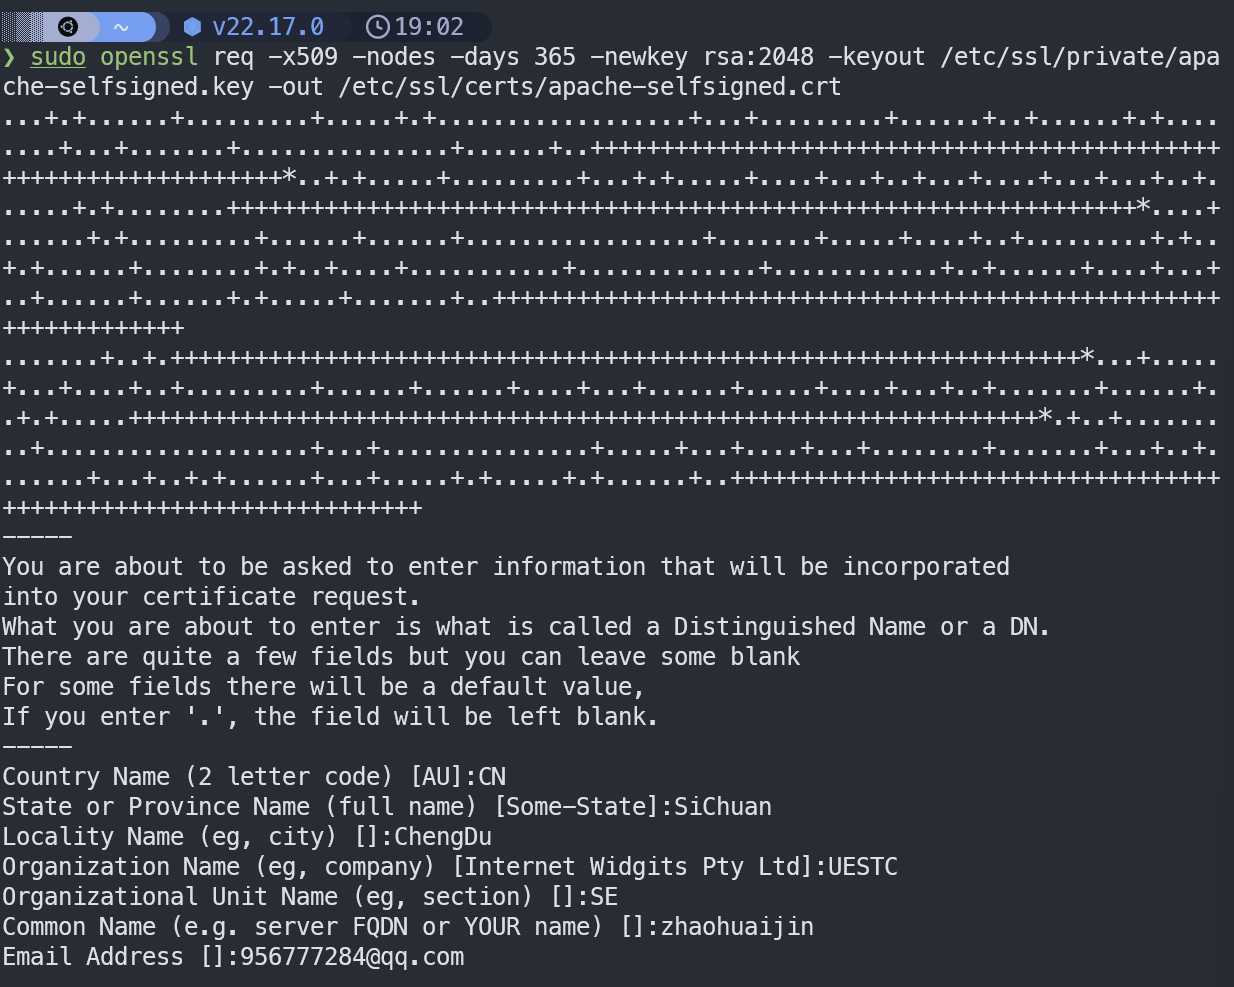 ~ v22.17.0 19:02
❯ sudo openssl req -x509 -nodes -days 365 -newkey rsa:2048 -keyout /etc/ssl/private/apa
che-selfsigned.key -out /etc/ssl/certs/apache-selfsigned.crt
...+.+......+.........+.....+.+..................+...+.........+......+..+......+.+....
....+...+.......+...............+......+..+++++++++++++++++++++++++++++++++++++++++++++
++++++++++++++++++++*..+.+.....+.........+...+.+.....+....+...+..+...+....+...+...+..+.
.....+.+........+++++++++++++++++++++++++++++++++++++++++++++++++++++++++++++++++*....+
......+.+.........+......+......+.................+.......+.....+....+..+.........+.+..
+.+......+........+.+..+....+...........+.............+............+..+......+....+...+
..+......+......+.+.....+.......+..++++++++++++++++++++++++++++++++++++++++++++++++++++
+++++++++++++
.......+..+.+++++++++++++++++++++++++++++++++++++++++++++++++++++++++++++++++*...+.....
+...+....+..+.........+......+......+....+...+......+.....+....+...+..+.......+......+.
.+.+.....+++++++++++++++++++++++++++++++++++++++++++++++++++++++++++++++++*.+..+.......
..+...................+...+...............+.....+...+....+...+........+.......+...+..+.
......+...+..+.+......+...+.....+.+.....+.+......+..+++++++++++++++++++++++++++++++++++
++++++++++++++++++++++++++++++
-----
You are about to be asked to enter information that will be incorporated
into your certificate request.
What you are about to enter is what is called a Distinguished Name or a DN.
There are quite a few fields but you can leave some blank
For some fields there will be a default value,
If you enter '.', the field will be left blank.
-----
Country Name (2 letter code) [AU]:CN
State or Province Name (full name) [Some-State]:SiChuan
Locality Name (eg, city) []:ChengDu
Organization Name (eg, company) [Internet Widgits Pty Ltd]:UESTC
Organizational Unit Name (eg, section) []:SE
Common Name (e.g. server FQDN or YOUR name) []:zhaohuaijin
Email Address []:956777284@qq.com